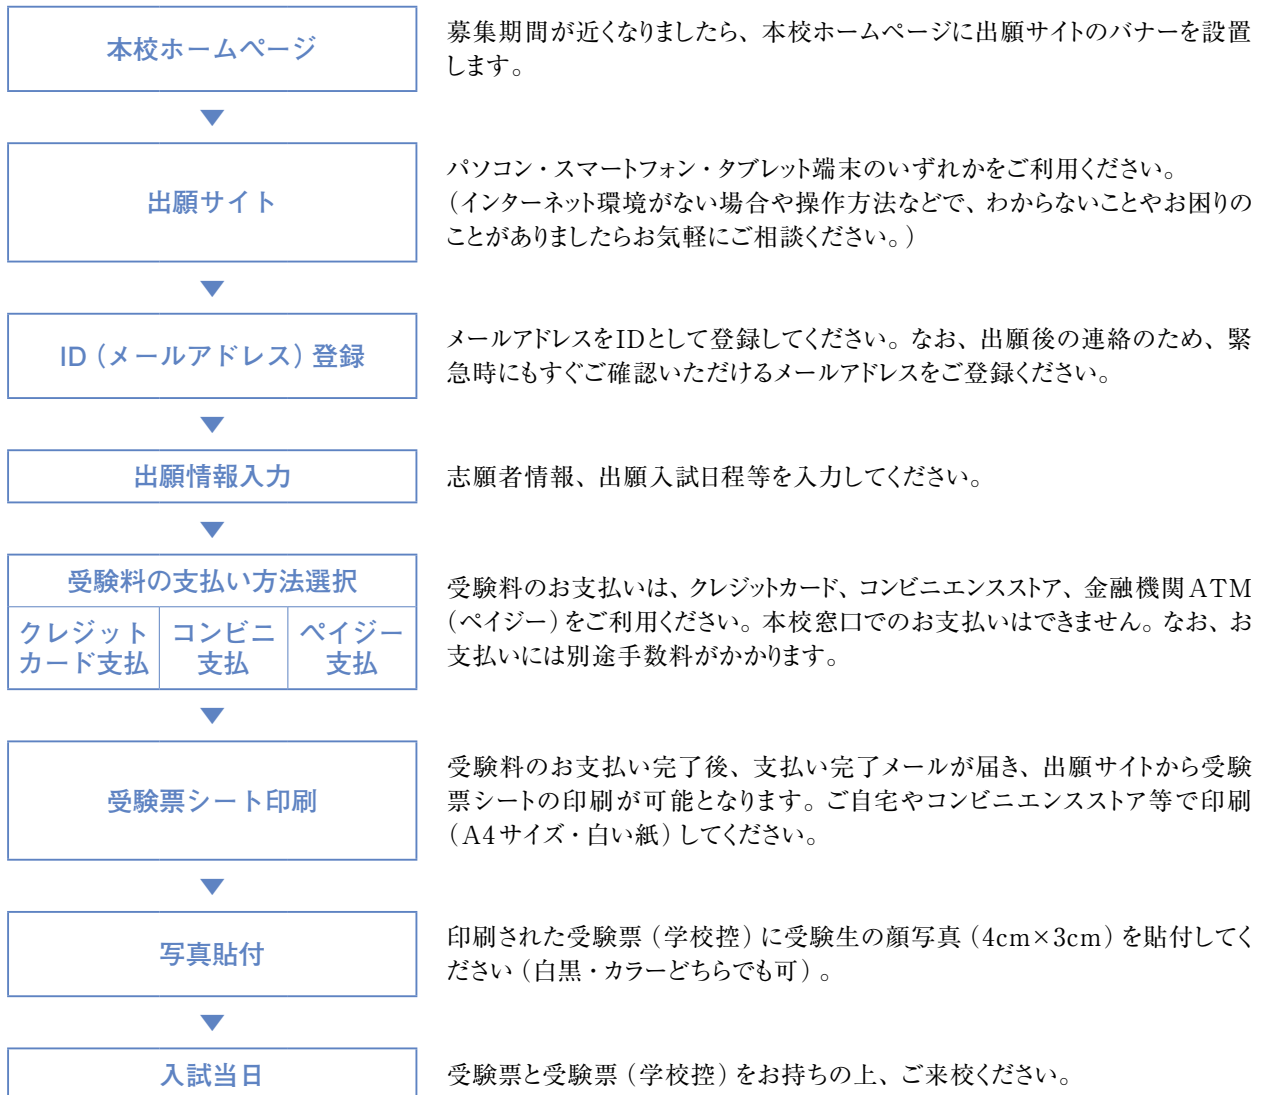 本校ホームページ
募集期間が近くなりましたら、本校ホームページに出願サイトのバナーを設置
します。
▼
出願サイト
パソコン・スマートフォン・タブレット端末のいずれかをご利用ください。
（インターネット環境がない場合や操作方法などで、わからないことやお困りの
ことがありましたらお気軽にご相談ください。）
▼
ID（メールアドレス）登録
メールアドレスをIDとして登録してください。なお、出願後の連絡のため、緊
急時にもすぐご確認いただけるメールアドレスをご登録ください。
▼
出願情報入力
志願者情報、出願入試日程等を入力してください。
▼
受験料の支払い方法選択
クレジット
カード支払
コンビニ
支払
ペイジー
支払
受験料のお支払いは、クレジットカード、コンビニエンスストア、金融機関ATM
（ペイジー）をご利用ください。本校窓口でのお支払いはできません。なお、お
支払いには別途手数料がかかります。
▼
受験票シート印刷
受験料のお支払い完了後、支払い完了メールが届き、出願サイトから受験
票シートの印刷が可能となります。ご自宅やコンビニエンスストア等で印刷
（A4サイズ・白い紙）してください。
▼
写真貼付
印刷された受験票（学校控）に受験生の顔写真（4cm×3cm）を貼付してく
ださい（白黒・カラーどちらでも可）。
▼
入試当日
受験票と受験票（学校控）をお持ちの上、ご来校ください。